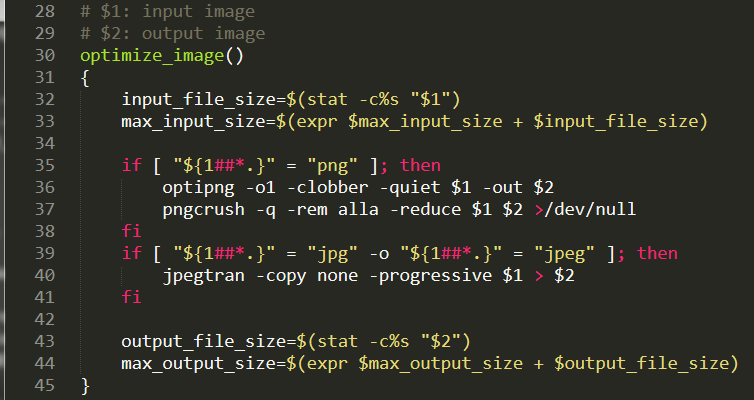 28 # $1: input image
29 # $2: output image
30 optimize_image()
31 {
32     input_file_size=$(stat -c%s "$1")
33     max_input_size=$(expr $max_input_size + $input_file_size)
34
35     if [ "${1##*.}" = "png" ]; then
36         optipng -o1 -clobber -quiet $1 -out $2
37         pngcrush -q -rem alla -reduce $1 $2 >/dev/null
38     fi
39     if [ "${1##*.}" = "jpg" -o "${1##*.}" = "jpeg" ]; then
40         jpegtran -copy none -progressive $1 > $2
41     fi
42
43     output_file_size=$(stat -c%s "$2")
44     max_output_size=$(expr $max_output_size + $output_file_size)
45 }